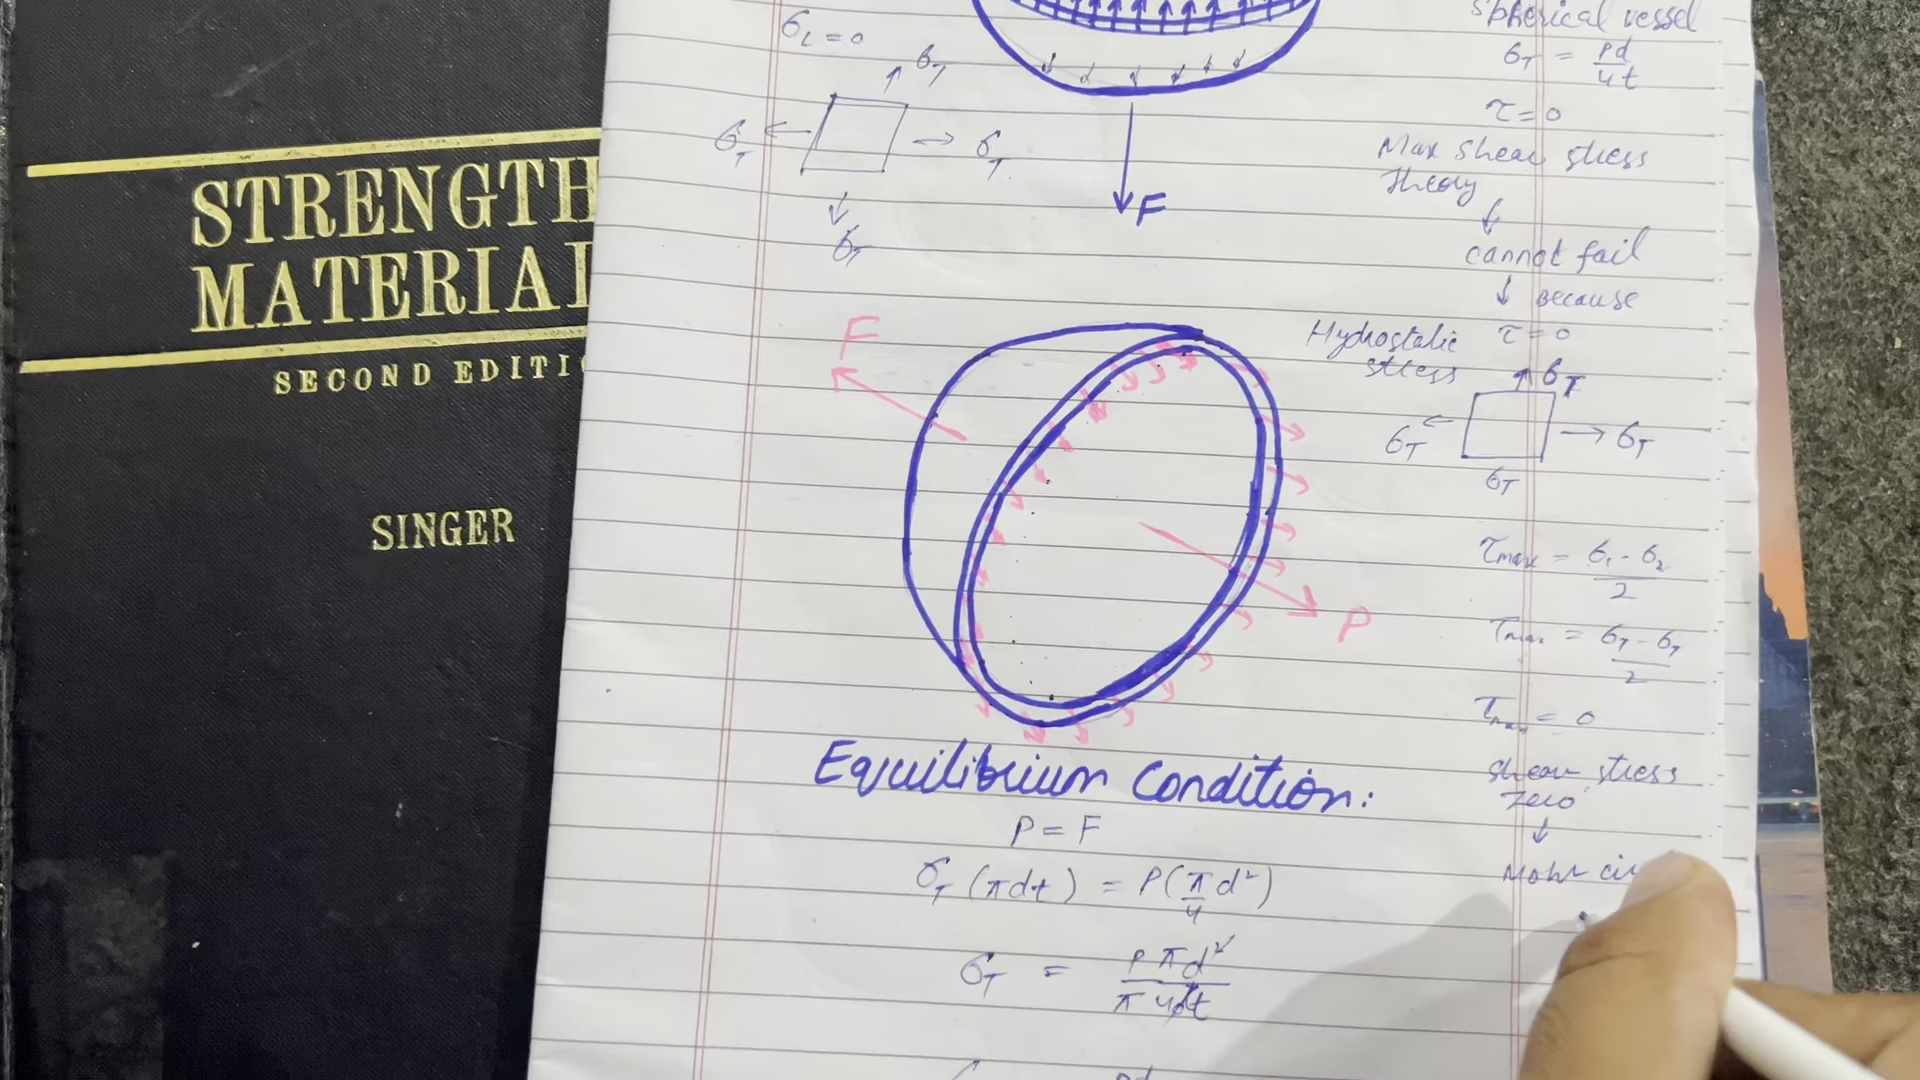 STRENGTH
MATERIAL
SECOND EDITI
SINGER
σL = 0
σT
σT
σT
σT
F
Spherical vessel
σT = Pd/4t
τ = 0
Max shear stress
theory
cannot fail
because
τ = 0
Hydrostatic
stress
σT
σT
σT
σT
F
P
τmax = σ1 - σ2/2
τmax = σT - σT/2
τmax = 0
shear stress
zero
Mohr
Equilibrium Condition:
P = F
σT (πdt) = P(π/4 d²)
σT = Pπd²/π4dt